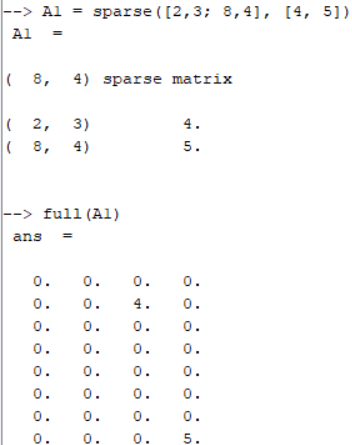 --> A1 = sparse([2,3; 8,4], [4, 5])
A1  =
(  8,  4) sparse matrix
(  2,  3)        4.
(  8,  4)        5.
--> full(A1)
ans  =
0.   0.   0.   0.
0.   0.   4.   0.
0.   0.   0.   0.
0.   0.   0.   0.
0.   0.   0.   0.
0.   0.   0.   0.
0.   0.   0.   0.
0.   0.   0.   5.